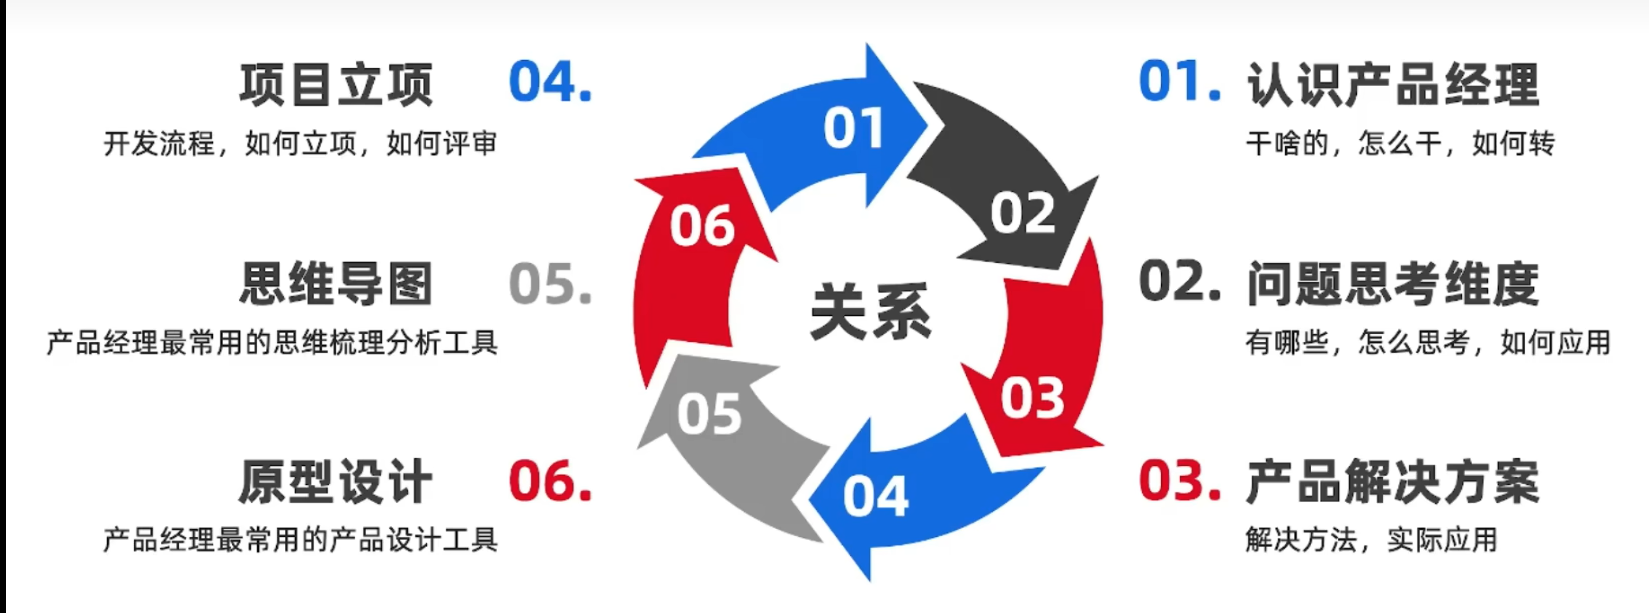 项目立项 04.
开发流程，如何立项，如何评审
思维导图 05.
产品经理最常用的思维梳理分析工具
原型设计 06.
产品经理最常用的产品设计工具
01
02
03
04
05
06
关系
01. 认识产品经理
干啥的，怎么干，如何转
02. 问题思考维度
有哪些，怎么思考，如何应用
03. 产品解决方案
解决方法，实际应用